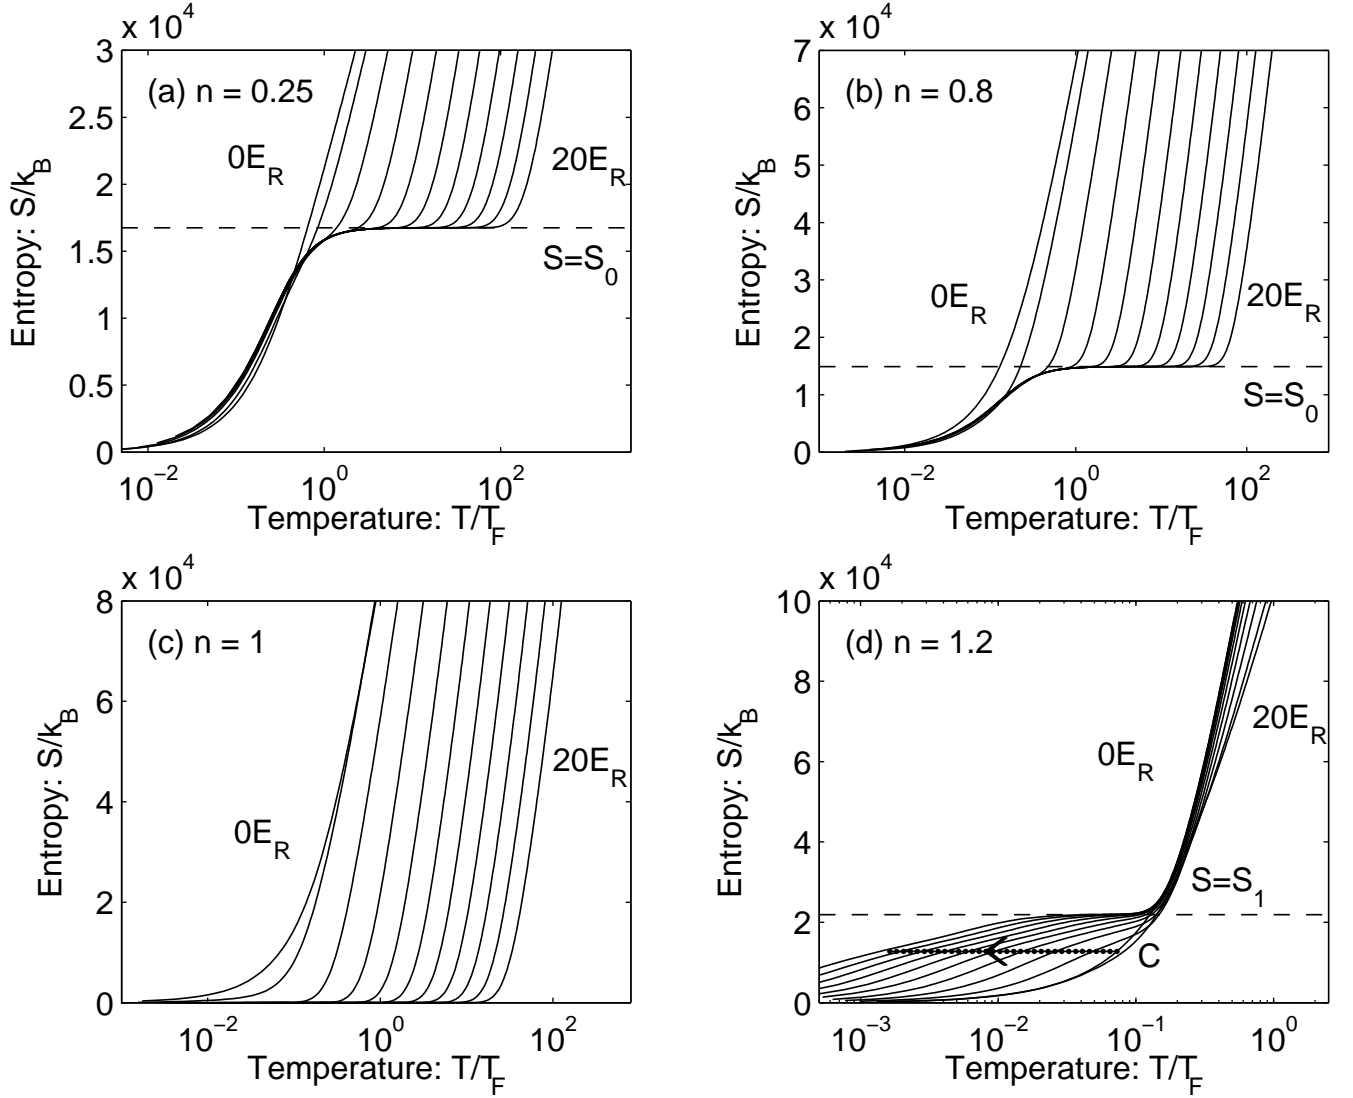 x 10^4
3
2.5
2
1.5
1
0.5
0
(a) n = 0.25
0E_R
20E_R
S=S_0
Entropy: S/k_B
10^−2
10^0
10^2
Temperature: T/T_F
x 10^4
7
6
5
4
3
2
1
0
(b) n = 0.8
0E_R
20E_R
S=S_0
Entropy: S/k_B
10^−2
10^0
10^2
Temperature: T/T_F
x 10^4
8
6
4
2
0
(c) n = 1
0E_R
20E_R
Entropy: S/k_B
10^−2
10^0
10^2
Temperature: T/T_F
x 10^4
10
8
6
4
2
0
(d) n = 1.2
0E_R
20E_R
S=S_1
C
Entropy: S/k_B
10^−3
10^−2
10^−1
10^0
Temperature: T/T_F